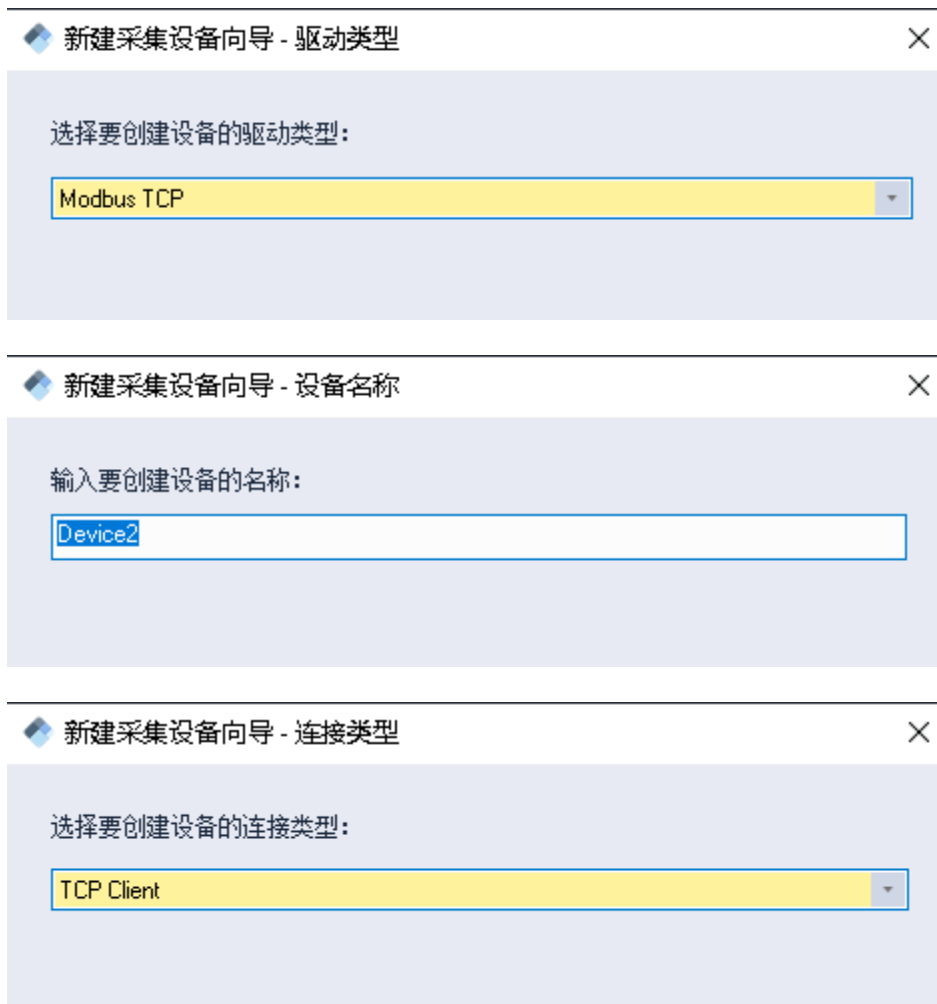 新建采集设备向导 - 驱动类型
选择要创建设备的驱动类型：
Modbus TCP
新建采集设备向导 - 设备名称
输入要创建设备的名称：
Device2
新建采集设备向导 - 连接类型
选择要创建设备的连接类型：
TCP Client